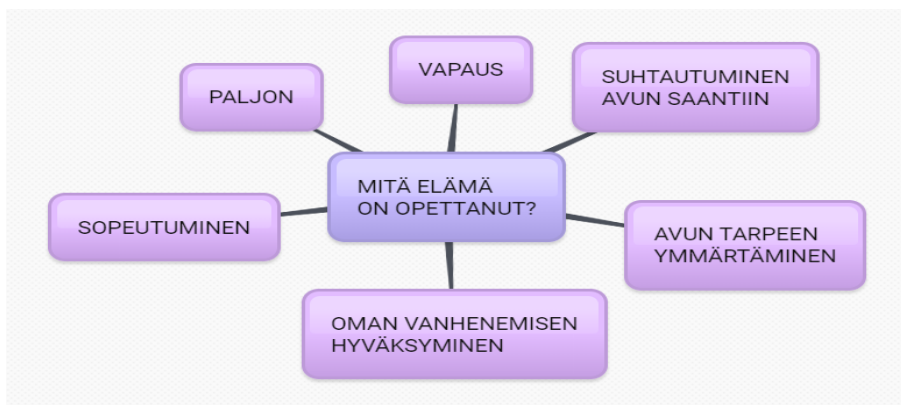 VAPAUS
SUHTAUTUMINEN
AVUN SAANTIIN
PALJON
MITÄ ELÄMÄ
ON OPETTANUT?
SOPEUTUMINEN
AVUN TARPEEN
YMMÄRTÄMINEN
OMAN VANHENEMISEN
HYVÄKSYMINEN